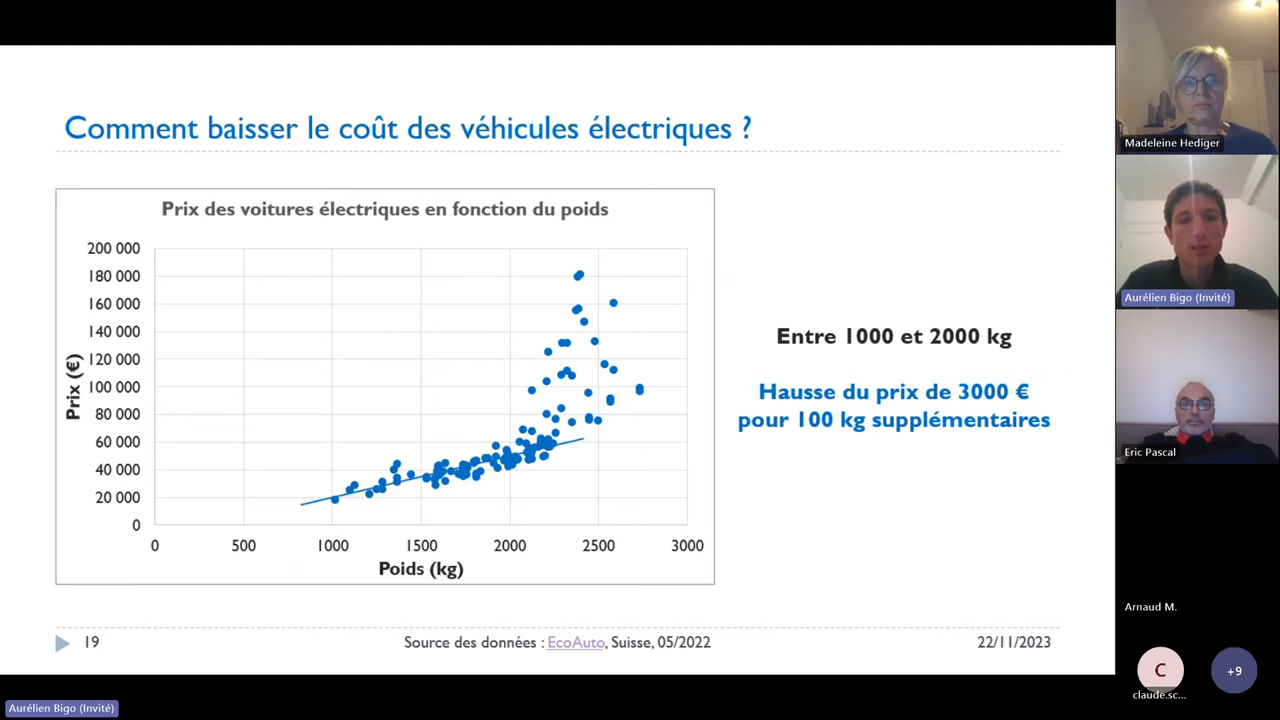 Comment baisser le coût des véhicules électriques ?
Prix des voitures électriques en fonction du poids
Prix (€)
200 000
180 000
160 000
140 000
120 000
100 000
80 000
60 000
40 000
20 000
0
0 500 1000 1500 2000 2500 3000
Poids (kg)
Entre 1000 et 2000 kg
Hausse du prix de 3000 €
pour 100 kg supplémentaires
19
Source des données : EcoAuto, Suisse, 05/2022
22/11/2023
Aurélien Bigo (Invité)
Madeleine Hediger
Aurélien Bigo (Invité)
Eric Pascal
Arnaud M.
C
claude.sc...
+9